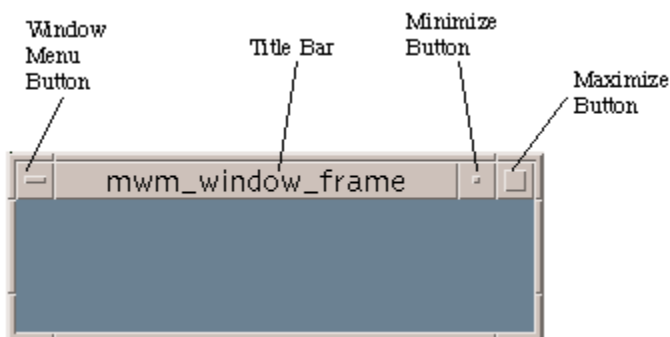 Window
Menu
Button
Title Bar
Minimize
Button
Maximize
Button
mwm_window_frame